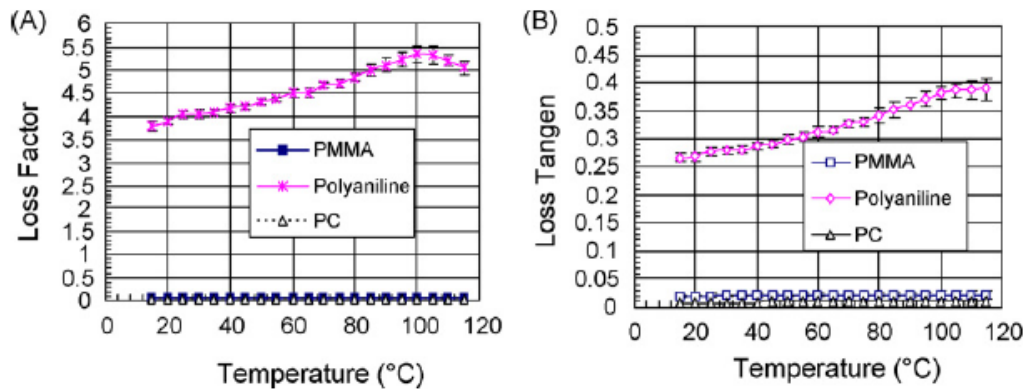 (A)
6
5.5
5
4.5
4
3.5
3
2.5
2
1.5
1
0.5
0
Loss Factor
PMMA
Polyaniline
PC
0 20 40 60 80 100 120
Temperature (°C)
(B)
0.5
0.45
0.4
0.35
0.3
0.25
0.2
0.15
0.1
0.05
0
Loss Tangen
PMMA
Polyaniline
PC
0 20 40 60 80 100 120
Temperature (°C)